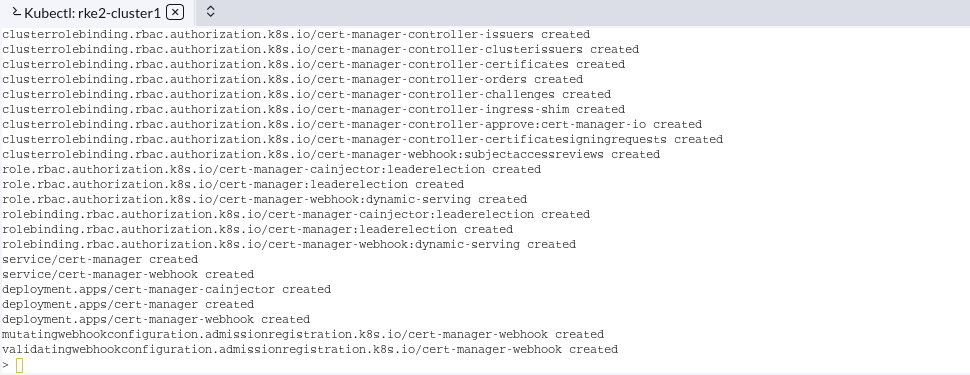 Kubectl: rke2-cluster1
clusterrolebinding.rbac.authorization.k8s.io/cert-manager-controller-issuers created
clusterrolebinding.rbac.authorization.k8s.io/cert-manager-controller-clusterissuers created
clusterrolebinding.rbac.authorization.k8s.io/cert-manager-controller-certificates created
clusterrolebinding.rbac.authorization.k8s.io/cert-manager-controller-orders created
clusterrolebinding.rbac.authorization.k8s.io/cert-manager-controller-challenges created
clusterrolebinding.rbac.authorization.k8s.io/cert-manager-controller-ingress-shim created
clusterrolebinding.rbac.authorization.k8s.io/cert-manager-controller-approve:cert-manager-io created
clusterrolebinding.rbac.authorization.k8s.io/cert-manager-controller-certificatesigningrequests created
clusterrolebinding.rbac.authorization.k8s.io/cert-manager-webhook:subjectaccessreviews created
role.rbac.authorization.k8s.io/cert-manager-cainjector:leaderelection created
role.rbac.authorization.k8s.io/cert-manager:leaderelection created
role.rbac.authorization.k8s.io/cert-manager-webhook:dynamic-serving created
rolebinding.rbac.authorization.k8s.io/cert-manager-cainjector:leaderelection created
rolebinding.rbac.authorization.k8s.io/cert-manager:leaderelection created
rolebinding.rbac.authorization.k8s.io/cert-manager-webhook:dynamic-serving created
service/cert-manager created
service/cert-manager-webhook created
deployment.apps/cert-manager-cainjector created
deployment.apps/cert-manager created
deployment.apps/cert-manager-webhook created
mutatingwebhookconfiguration.admissionregistration.k8s.io/cert-manager-webhook created
validatingwebhookconfiguration.admissionregistration.k8s.io/cert-manager-webhook created
>